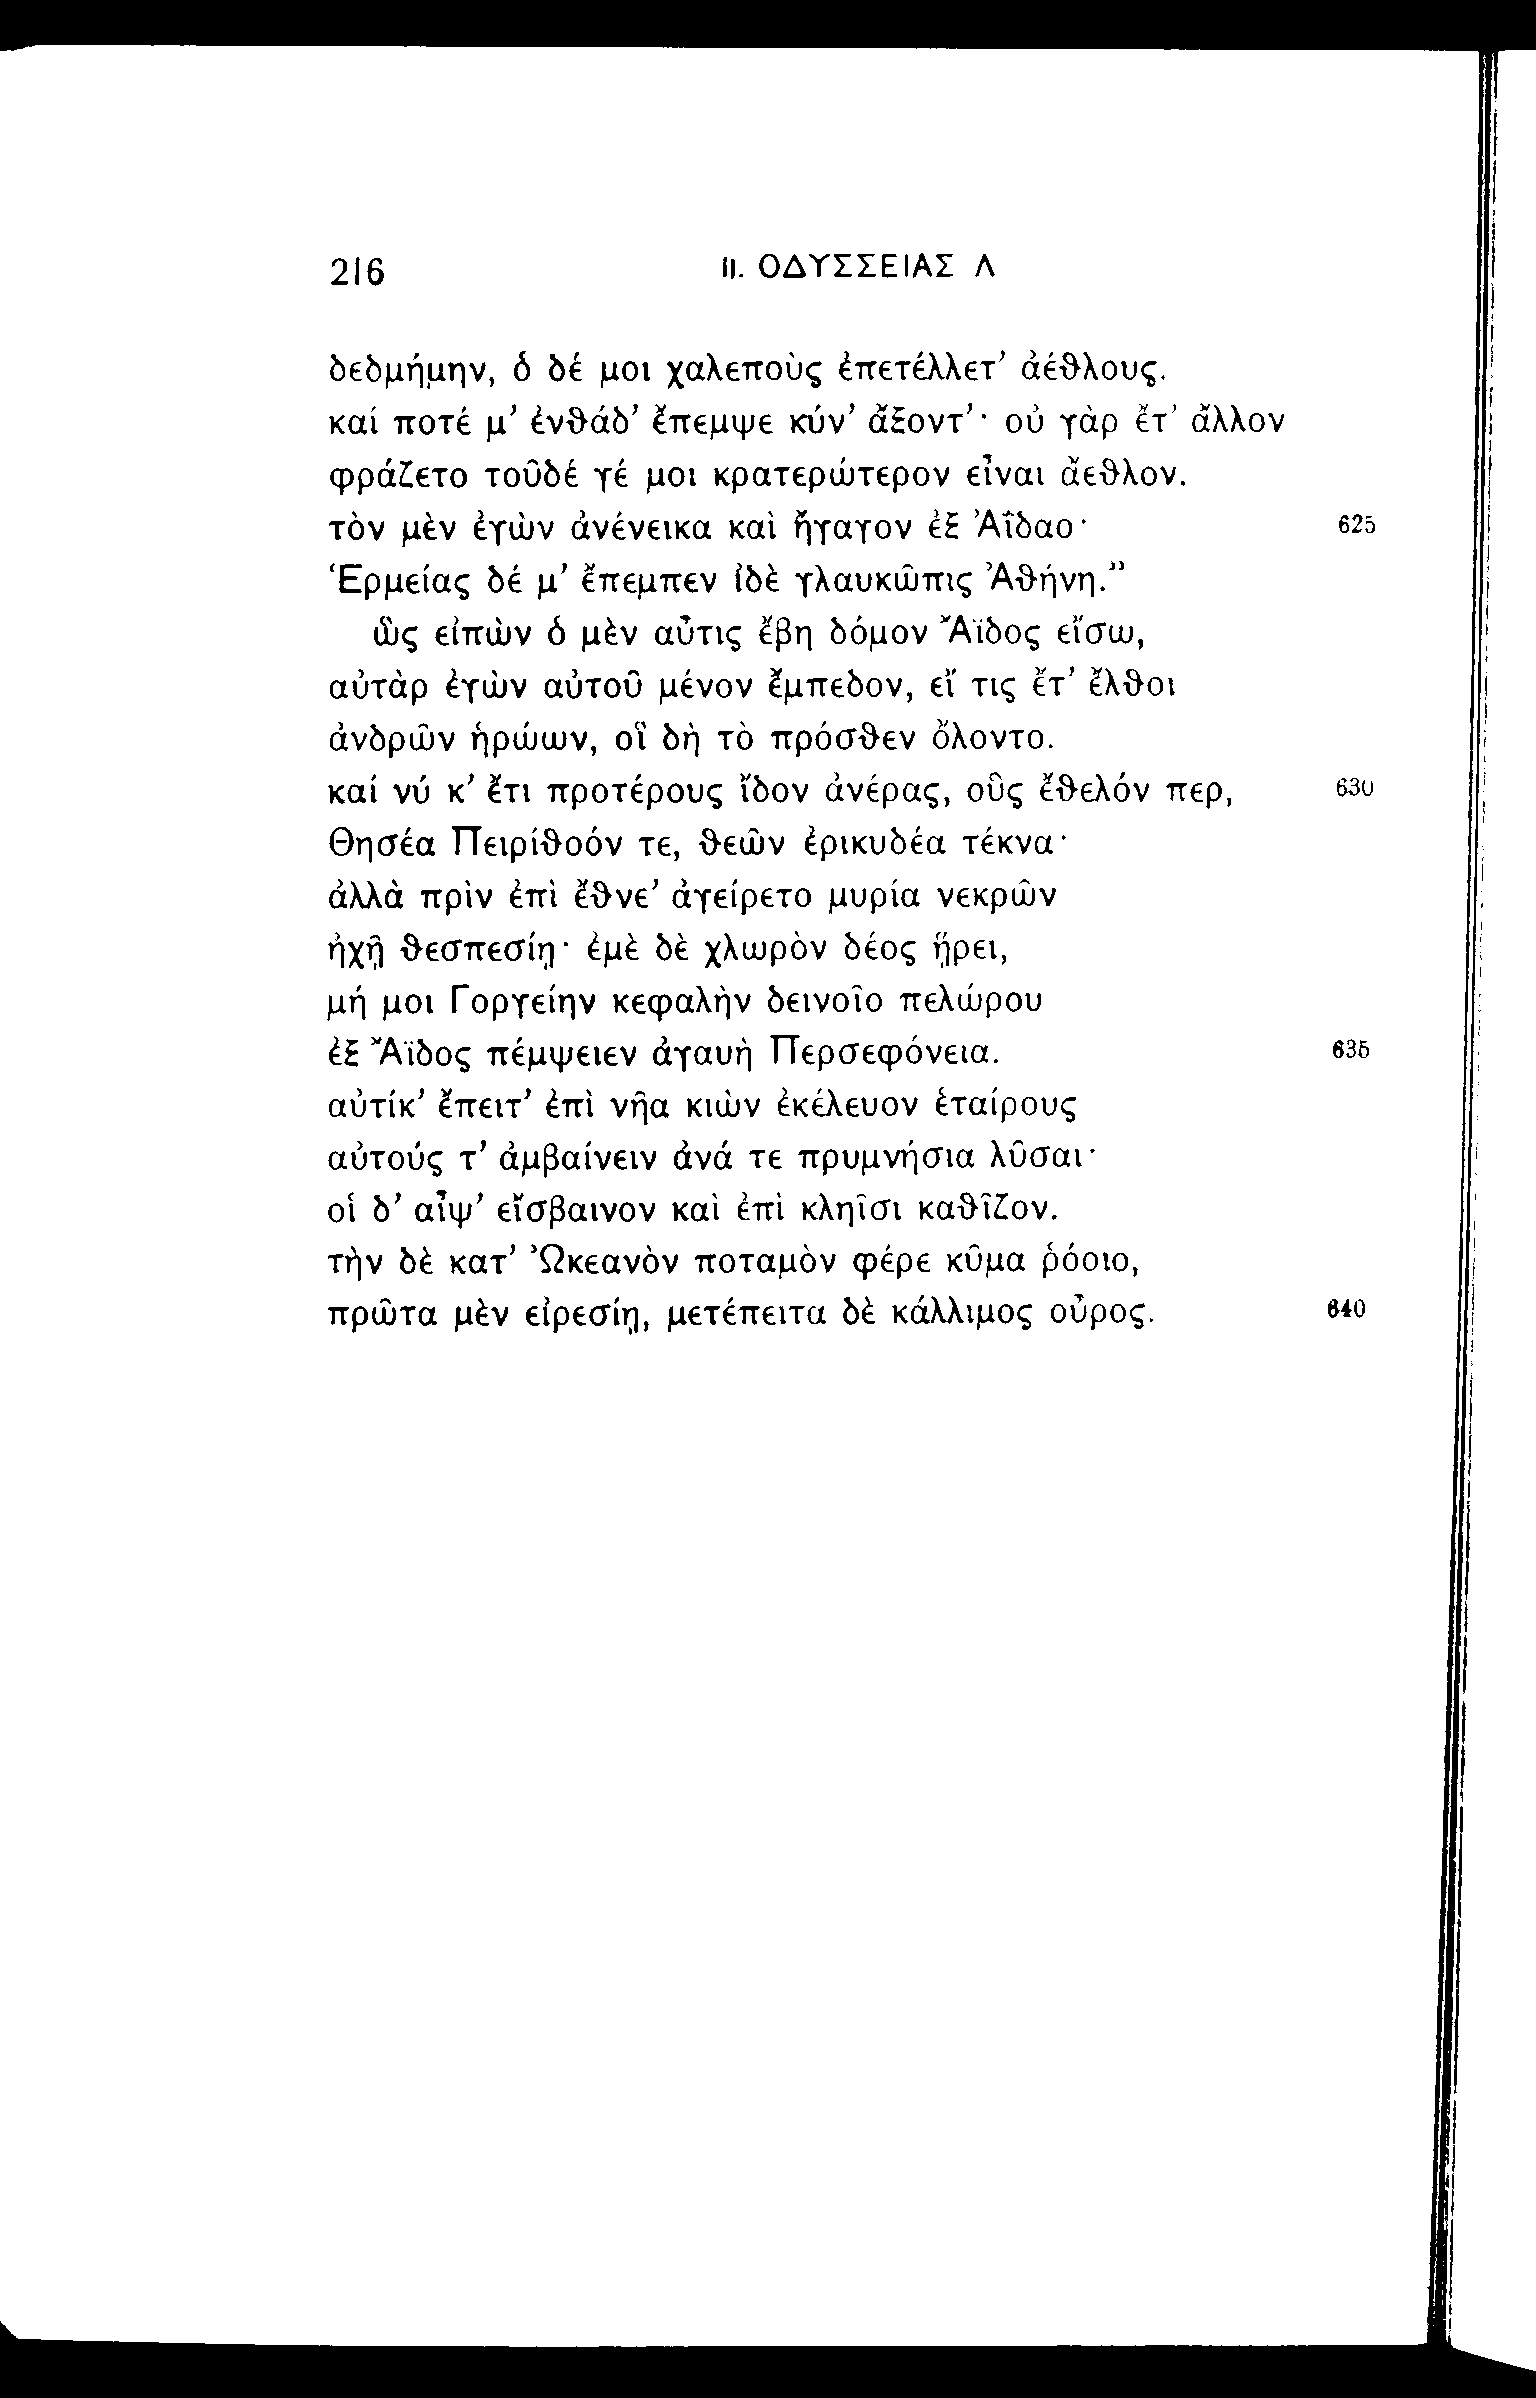 216 11. ΟΔΥΣΣΕΙΑΣ Λ
δεδμήμην, ὁ δέ μοι χαλεποὺς ἐπετέλλετ’ ἀέϑλους.
καί ποτέ μ’ ἐνϑάδ’ ἔπεμψε κύν’ ἄξοντ’· οὐ γὰρ ἔτ’ ἄλλον
φράζετο τοῦδέ γέ μοι κρατερώτερον εἶναι ἄεϑλον.
τὸν μὲν ἐγὼν ἀνένεικα καὶ ἤγαγον ἐξ Ἀΐδαο· 625
Ἑρμείας δέ μ’ ἔπεμπεν ἰδὲ γλαυκῶπις Ἀϑήνη.”
ὣς εἰπὼν ὁ μὲν αὖτις ἔβη δόμον Ἄϊδος εἴσω,
αὐτὰρ ἐγὼν αὐτοῦ μένον ἔμπεδον, εἴ τις ἔτ’ ἔλϑοι
ἀνδρῶν ἡρώων, οἳ δὴ τὸ πρόσϑεν ὄλοντο.
καί νύ κ’ ἔτι προτέρους ἴδον ἀνέρας, οὓς ἔϑελόν περ, 630
Θησέα Πειρίϑοόν τε, ϑεῶν ἐρικυδέα τέκνα·
ἀλλὰ πρὶν ἐπὶ ἔϑνε’ ἀγείρετο μυρία νεκρῶν
ἠχῇ ϑεσπεσίῃ· ἐμὲ δὲ χλωρὸν δέος ᾕρει,
μή μοι Γοργείην κεφαλὴν δεινοῖο πελώρου
ἐξ Ἄϊδος πέμψειεν ἀγαυὴ Περσεφόνεια. 635
αὐτίκ’ ἔπειτ’ ἐπὶ νῆα κιὼν ἐκέλευον ἑταίρους
αὐτούς τ’ ἀμβαίνειν ἀνά τε πρυμνήσια λῦσαι·
οἱ δ’ αἶψ’ εἴσβαινον καὶ ἐπὶ κληῖσι καϑῖζον.
τὴν δὲ κατ’ Ὠκεανὸν ποταμὸν φέρε κῦμα ῥόοιο,
πρῶτα μὲν εἰρεσίῃ, μετέπειτα δὲ κάλλιμος οὖρος. 640